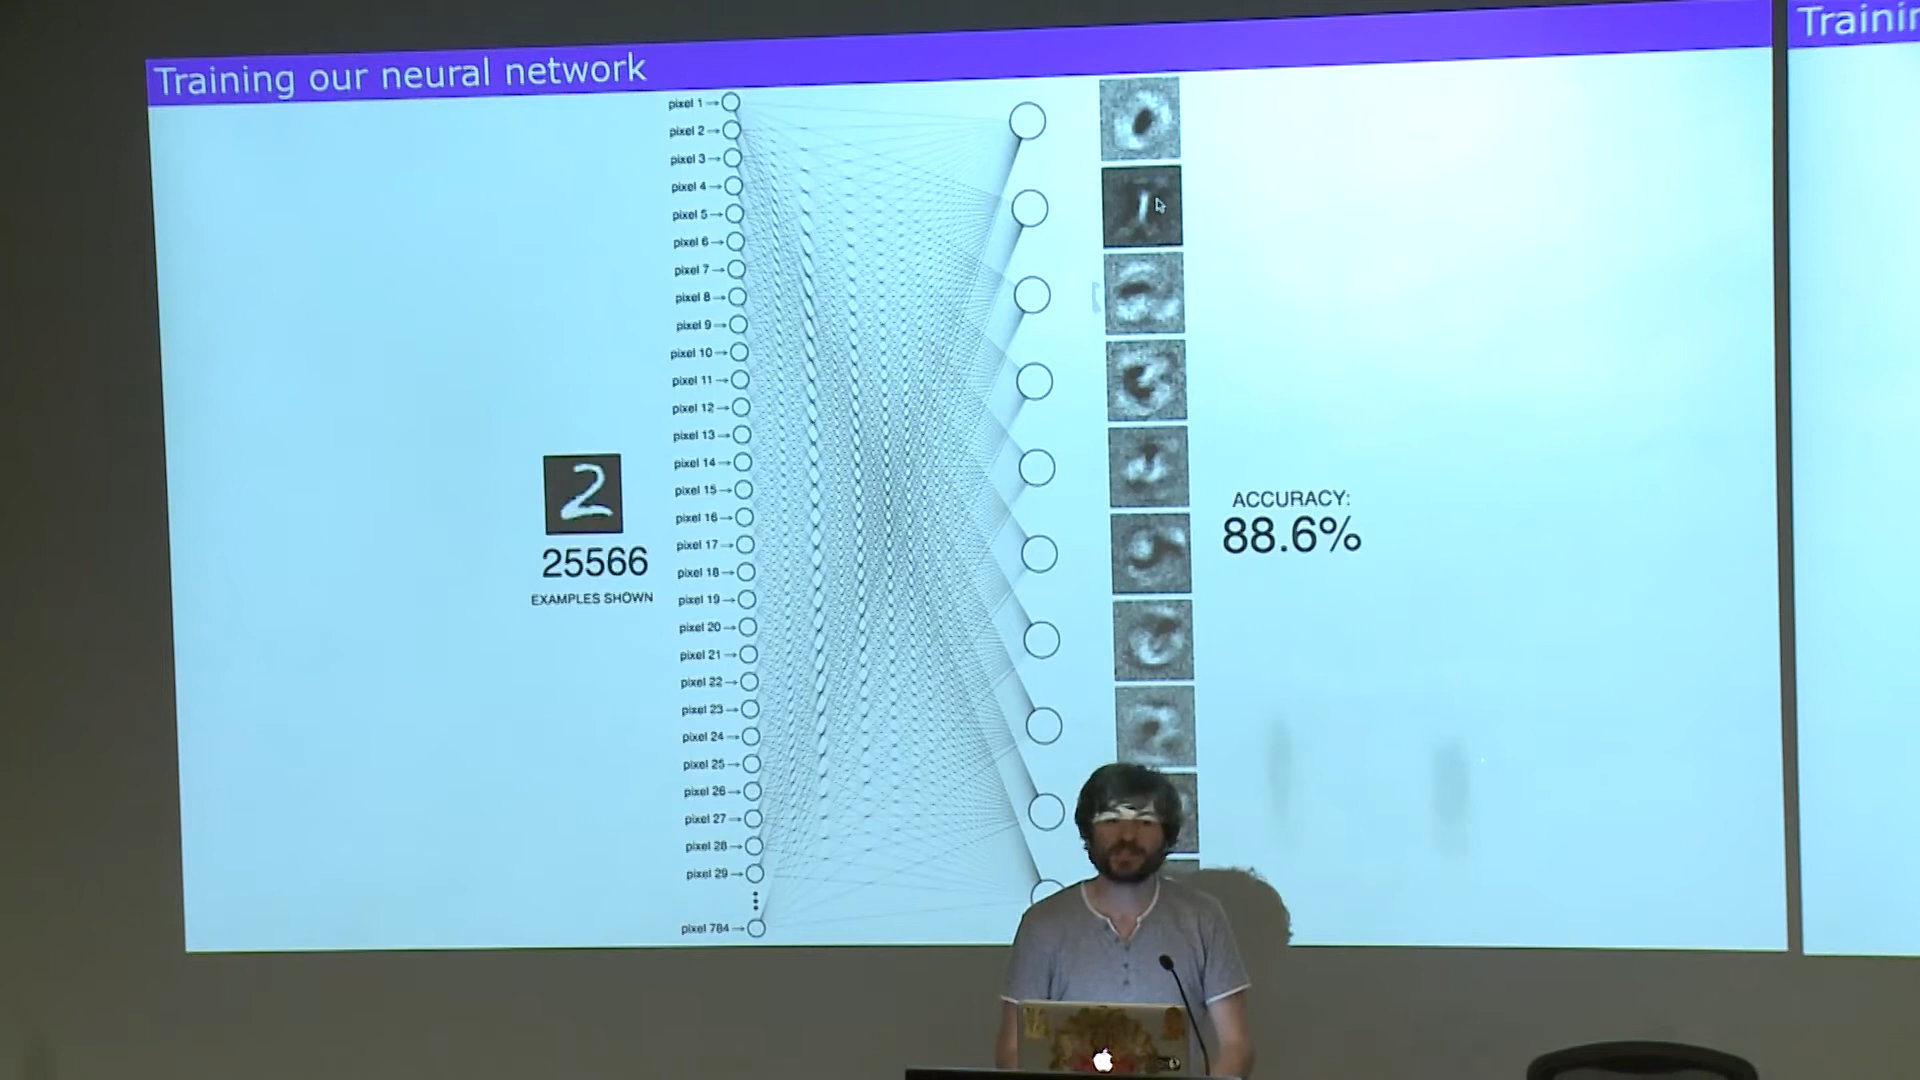 Training our neural network
Trainin
pixel 1
pixel 2
pixel 3
pixel 4
pixel 5
pixel 6
pixel 7
pixel 8
pixel 9
pixel 10
pixel 11
pixel 12
pixel 13
pixel 14
pixel 15
pixel 16
pixel 17
pixel 18
pixel 19
pixel 20
pixel 21
pixel 22
pixel 23
pixel 24
pixel 25
pixel 26
pixel 27
pixel 28
pixel 29
pixel 784
2
25566
EXAMPLES SHOWN
ACCURACY:
88.6%